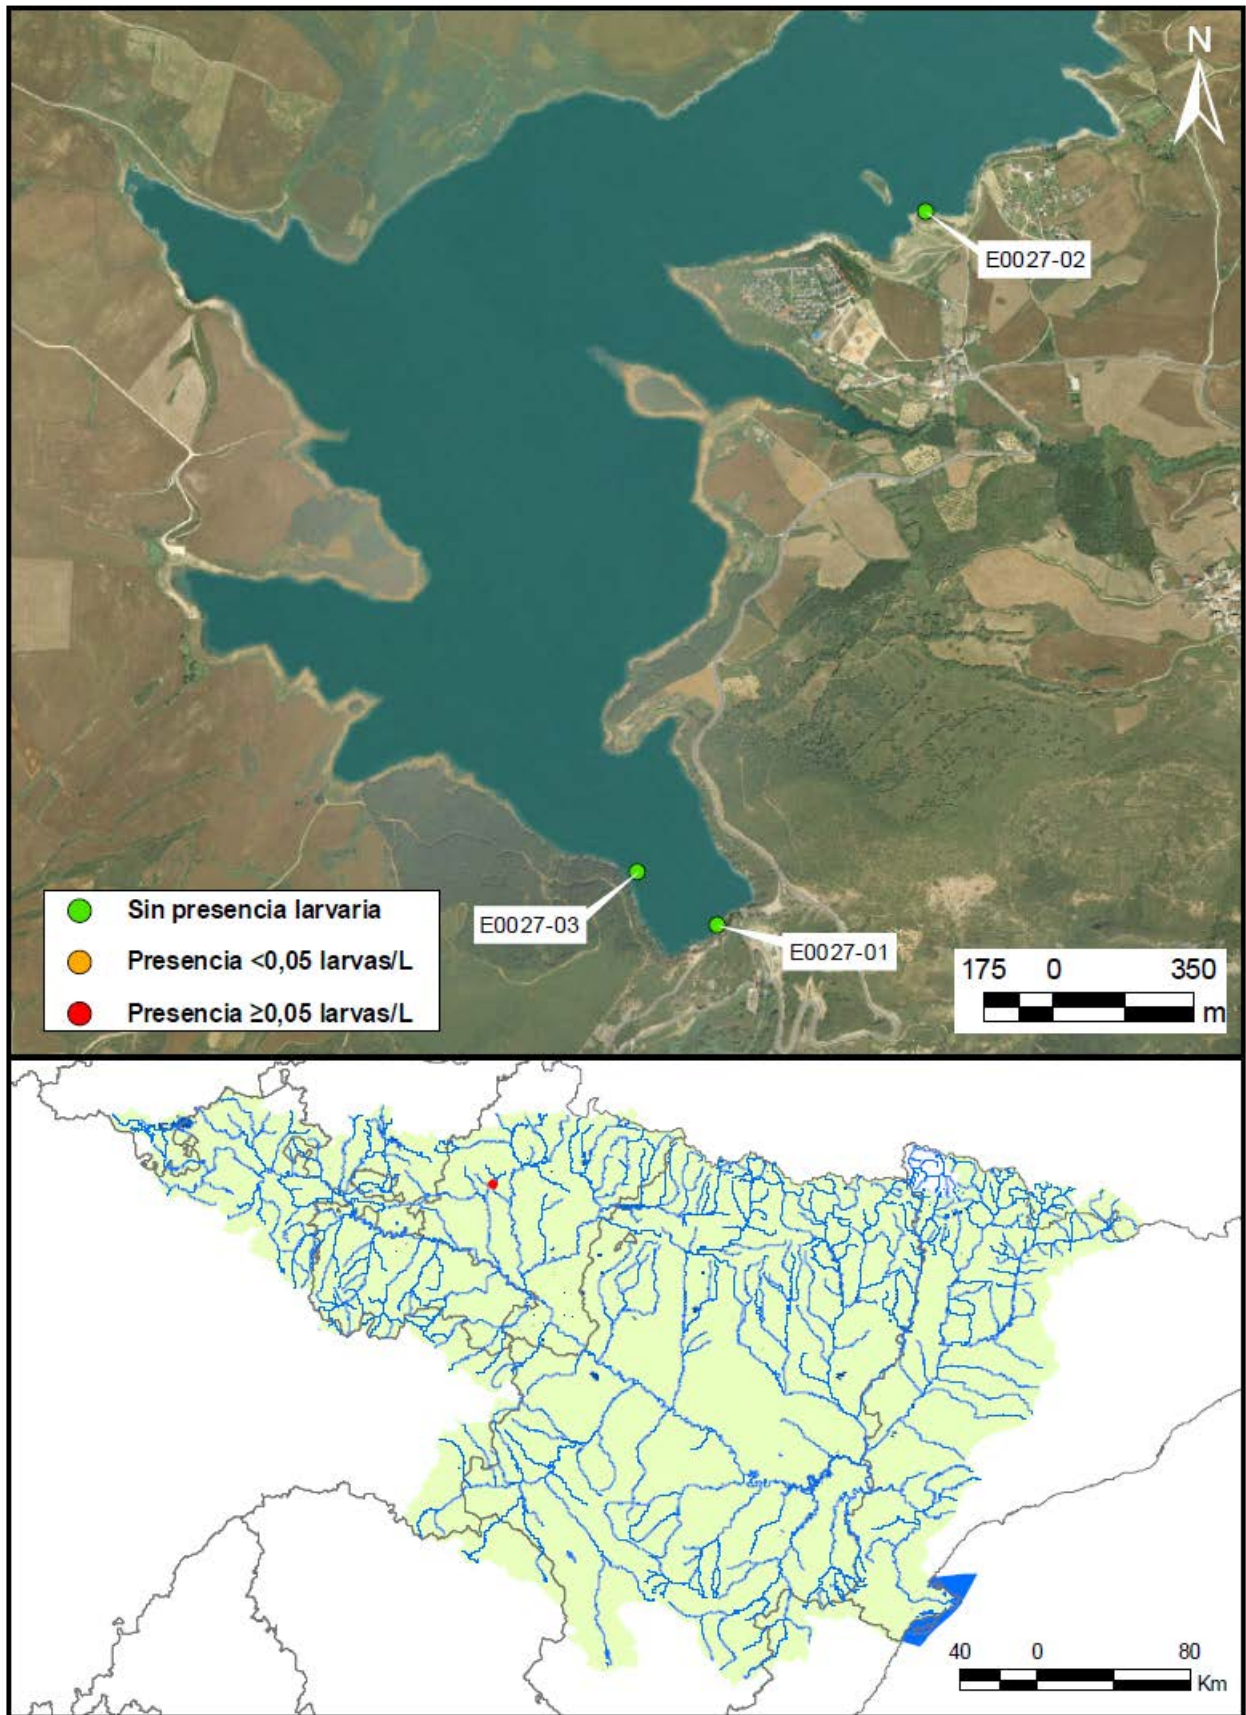 N
E0027-02
E0027-03
E0027-01
Sin presencia larvaria
Presencia <0,05 larvas/L
Presencia ≥0,05 larvas/L
175 0 350
m
40 0 80
Km